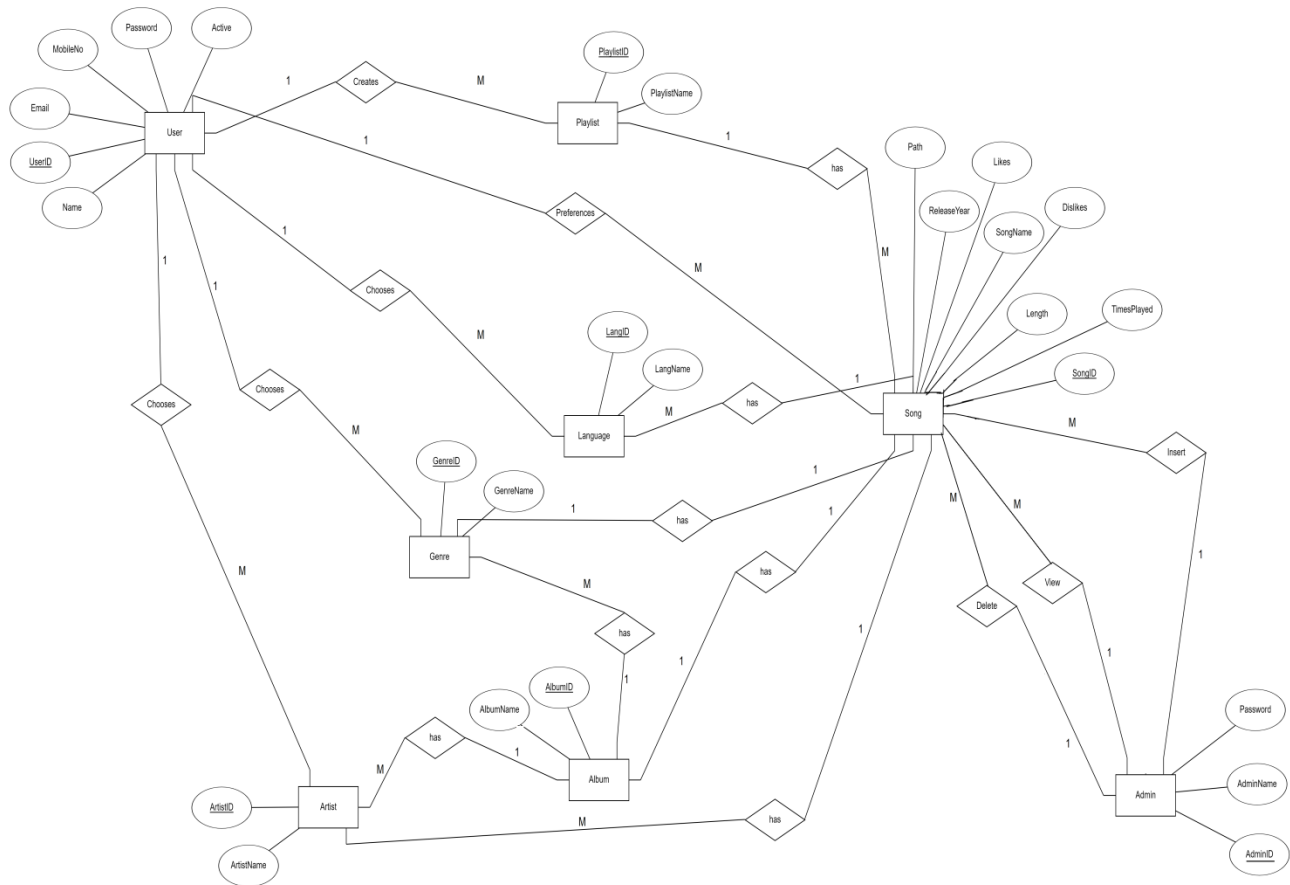 Password
Active
MobileNo
PlaylistID
Creates
1
M
Email
PlaylistName
Playlist
User
1
1
Path
Likes
UserID
has
Dislikes
Name
Preferences
ReleaseYear
SongName
1
M
1
M
Chooses
Length
TimesPlayed
LangID
M
LangName
1
SongID
1
Chooses
has
Chooses
M
Song
Language
M
M
Insert
GenreID
GenreName
1
M
M
1
has
1
Genre
has
1
M
M
View
Delete
has
1
1
1
1
AlbumID
AlbumName
Password
has
1
1
M
Album
Admin
AdminName
ArtistID
Artist
M
has
ArtistName
AdminID